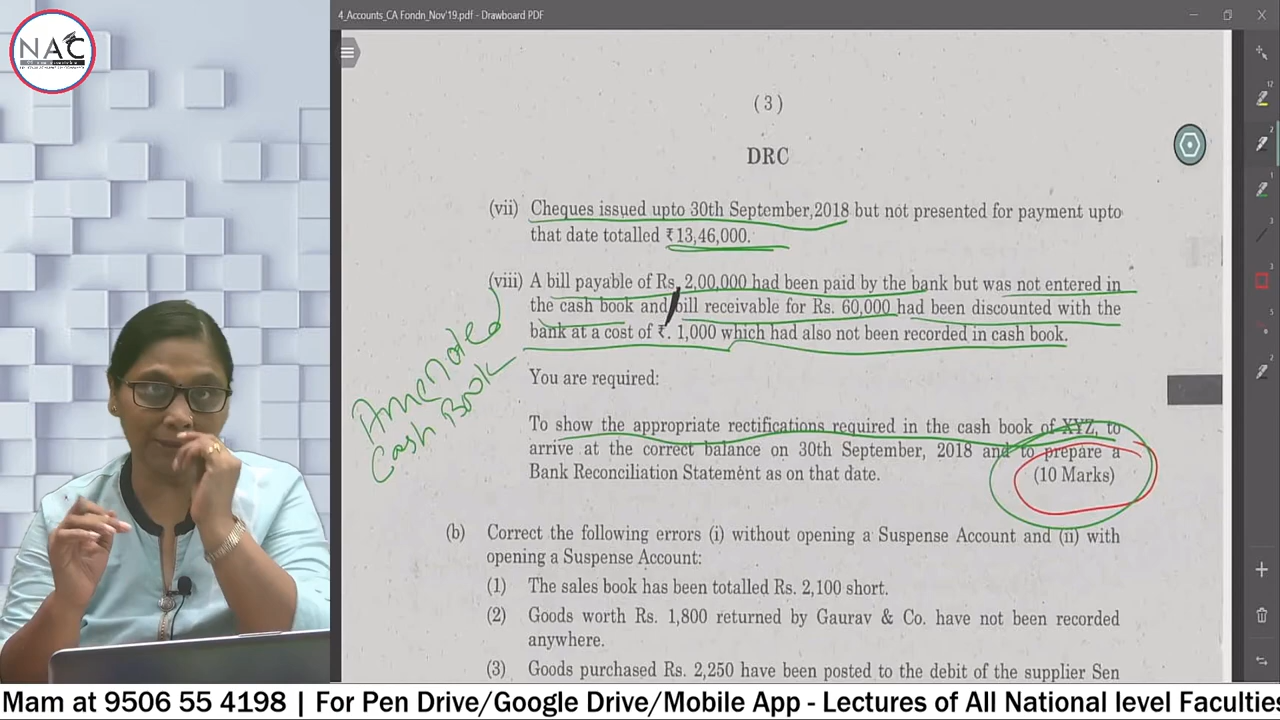 NAC
4_Accounts_CA Fondn_Nov'19.pdf - Drawboard PDF
(3)
DRC
(vii) Cheques issued upto 30th September,2018 but not presented for payment upto
that date totalled ₹13,46,000.
(viii) A bill payable of Rs. 2,00,000 had been paid by the bank but was not entered in
the cash book and bill receivable for Rs. 60,000 had been discounted with the
bank at a cost of ₹. 1,000 which had also not been recorded in cash book.
Amenoted
Cash Book
You are required:
To show the appropriate rectifications required in the cash book of XYZ, to
arrive at the correct balance on 30th September, 2018 and to prepare a
Bank Reconciliation Statement as on that date. (10 Marks)
(b) Correct the following errors (i) without opening a Suspense Account and (ii) with
opening a Suspense Account:
(1) The sales book has been totalled Rs. 2,100 short.
(2) Goods worth Rs. 1,800 returned by Gaurav & Co. have not been recorded
anywhere.
(3) Goods purchased Rs. 2,250 have been posted to the debit of the supplier Sen
Mam at 9506 55 4198 | For Pen Drive/Google Drive/Mobile App - Lectures of All National level Faculties